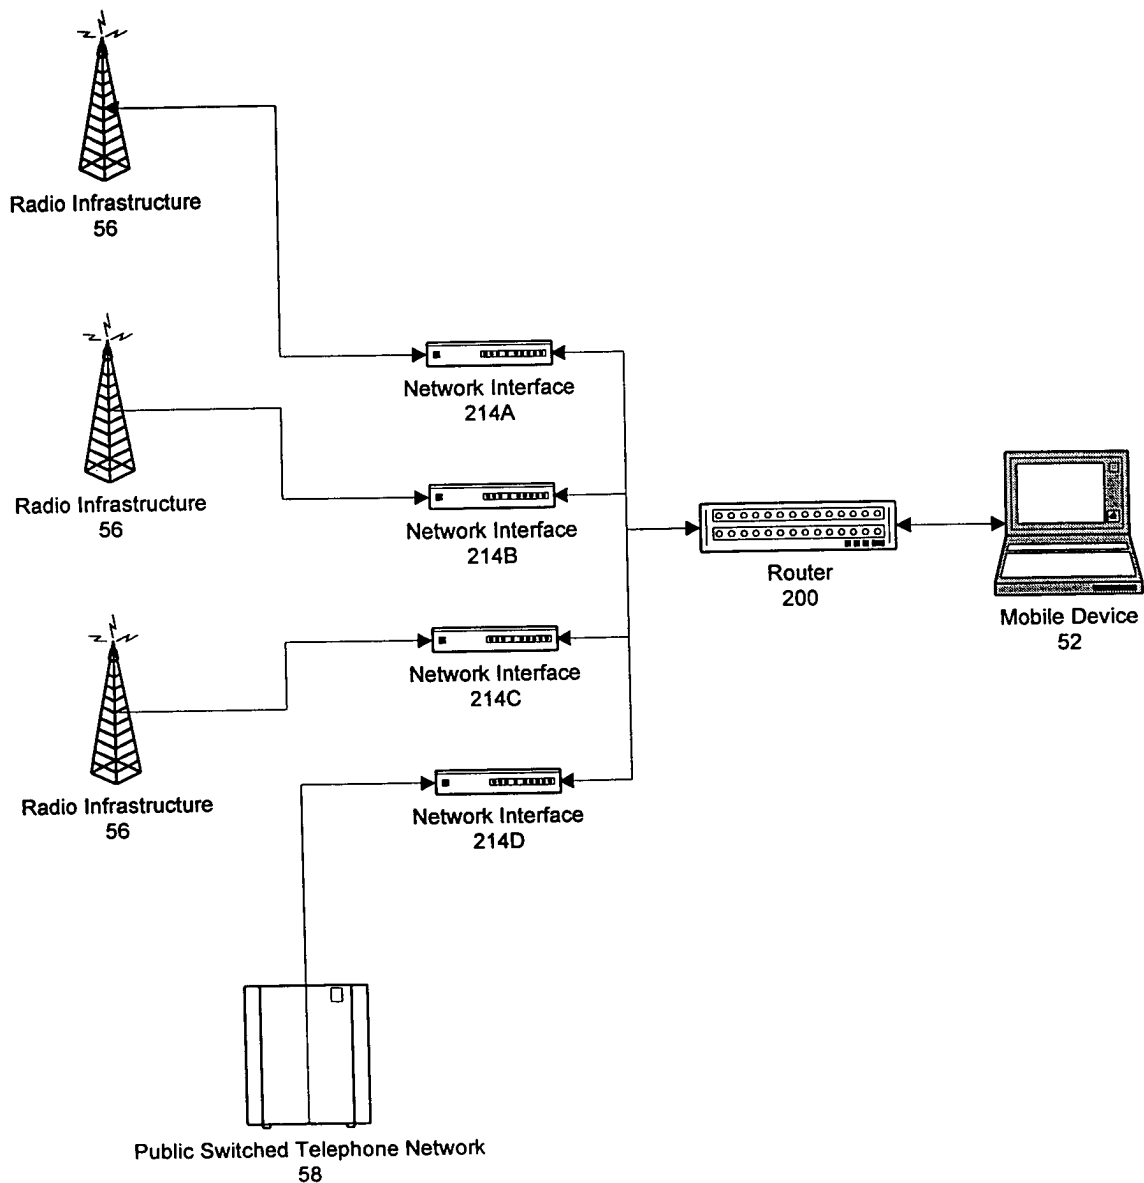 Radio Infrastructure
56
Network Interface
214A
Radio Infrastructure
56
Network Interface
214B
Router
200
Mobile Device
52
Radio Infrastructure
56
Network Interface
214C
Network Interface
214D
Public Switched Telephone Network
58